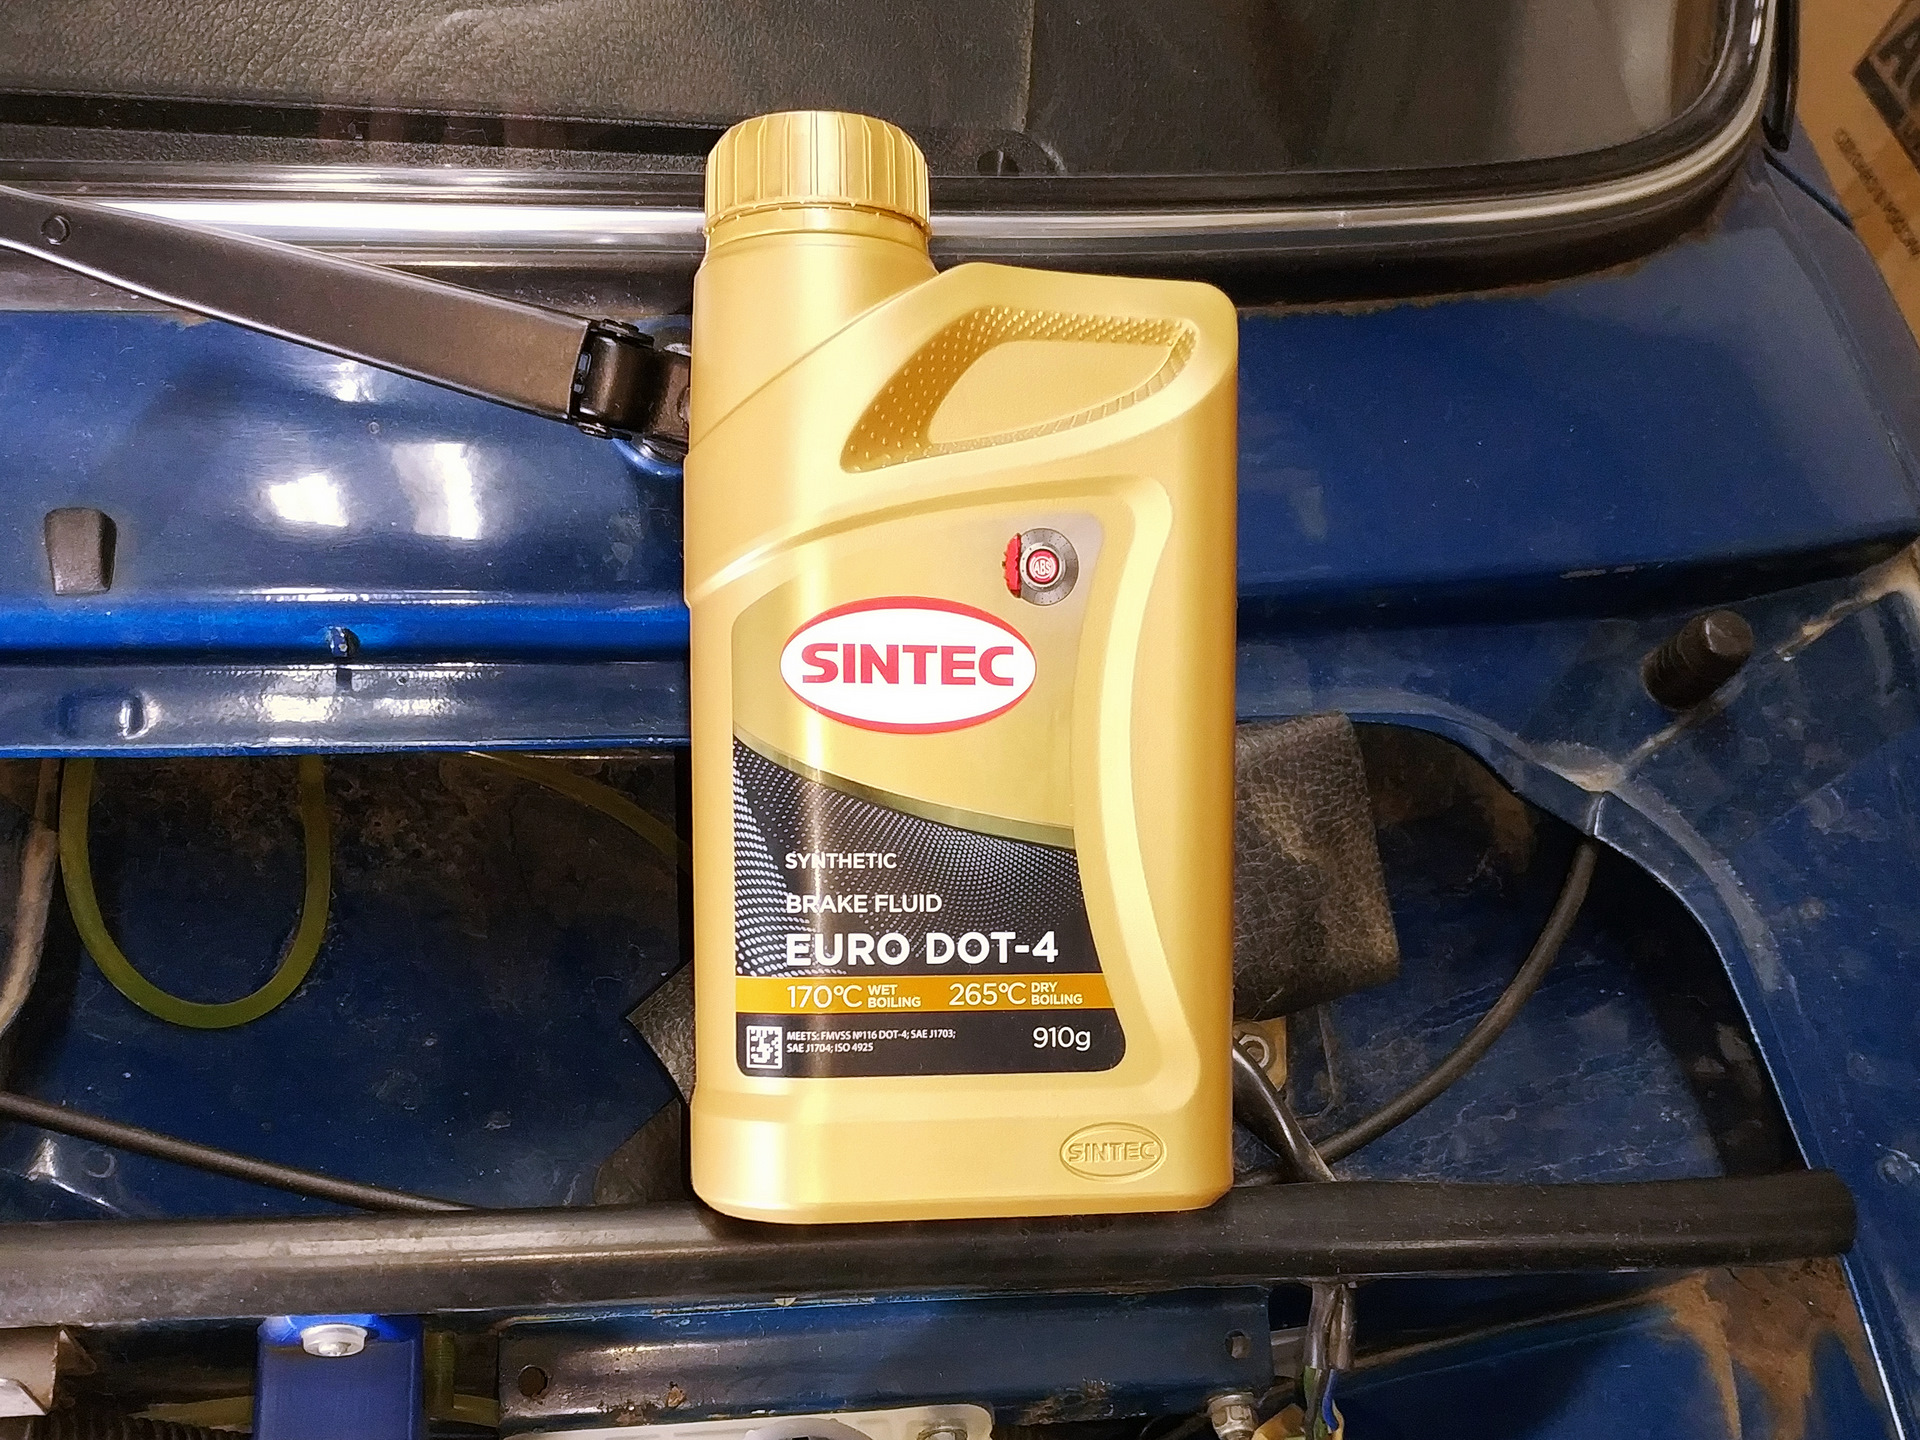 ABS
SINTEC
SYNTHETIC
BRAKE FLUID
EURO DOT-4
170°C WET BOILING 265°C DRY BOILING
MEETS: FMVSS №116 DOT-4; SAE J1703;
SAE J1704; ISO 4925
910g
SINTEC